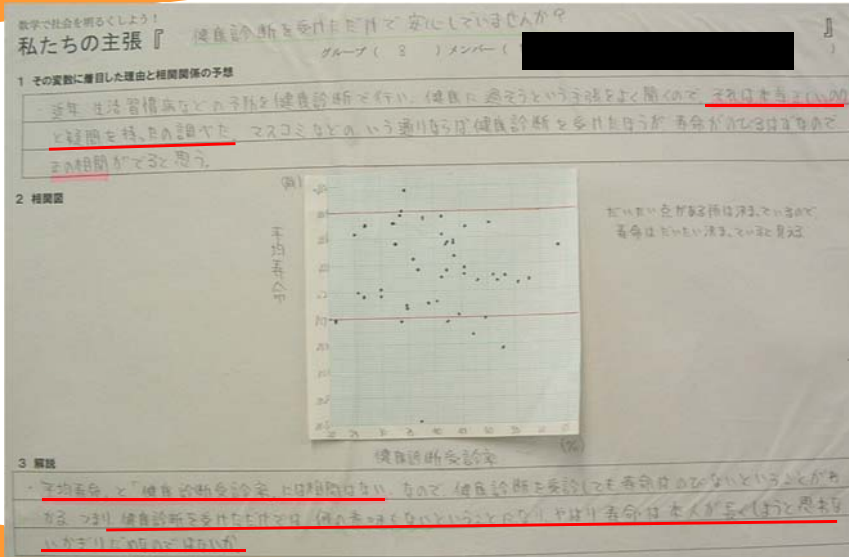 数学で社会を明るくしよう!
私たちの主張『 健康診断を受けただけで安心していませんか? 』
グループ( 8 )メンバー( )
1 その変数に着目した理由と相関関係の予想
・近年、生活習慣病などの予防を健康診断で行い、健康に過ごそうという主張をよく聞くので、それは本当に正しいの
と疑問を持ったの調べた。マスコミなどのいう通りならば健康診断を受けたほうが寿命がのびるはずなので
その相関がでると思う。
2 相関図
だいたい点がある所は決まっているので
寿命はだいたい決まっていると見える
平均寿命
健康診断受診率
(%)
3 解説
・「平均寿命」と「健康診断受診率」には相関はない。なので、健康診断を受診しても寿命はのびないということがわ
かる。つまり、健康診断を受けただけでは、何の意味もないということになり、やはり寿命は本人が長くしようと思わな
いかぎりだめなのではないか。